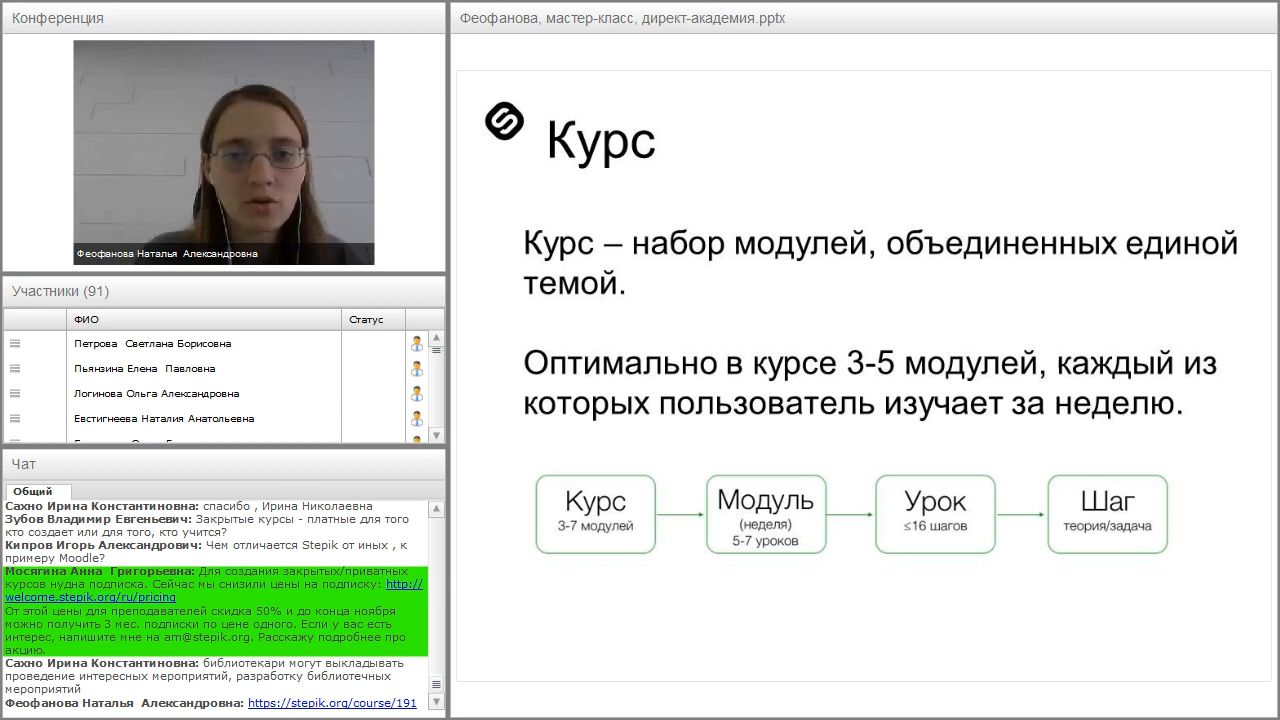 Конференция
Феофанова Наталья Александровна
Участники (91)
ФИО
Статус
Петрова Светлана Борисовна
Пьянзина Елена Павловна
Логинова Ольга Александровна
Евстигнеева Наталия Анатольевна
Чат
Общий
Сахно Ирина Константиновна: спасибо , Ирина Николаевна
Зубов Владимир Евгеньевич: Закрытые курсы - платные для того
кто создает или для того, кто учится?
Кипров Игорь Александрович: Чем отличается Stepik от иных , к
примеру Moodle?
Мосягина Анна Григорьевна: Для создания закрытых/приватных
курсов нудна подписка. Сейчас мы снизили цены на подписку: http://
welcome.stepik.org/ru/pricing
От этой цены для преподавателей скидка 50% и до конца ноября
можно получить 3 мес. подписки по цене одного. Если у вас есть
интерес, напишите мне на am@stepik.org. Расскажу подробнее про
акцию.
Сахно Ирина Константиновна: библиотекари могут выкладывать
проведение интересных мероприятий, разработку библиотечных
мероприятий
Феофанова Наталья Александровна: https://stepik.org/course/191
Феофанова, мастер-класс, директ-академия.pptx
Курс
Курс – набор модулей, объединенных единой
темой.
Оптимально в курсе 3-5 модулей, каждый из
которых пользователь изучает за неделю.
Курс
3-7 модулей
Модуль
(неделя)
5-7 уроков
Урок
≤16 шагов
Шаг
теория/задача